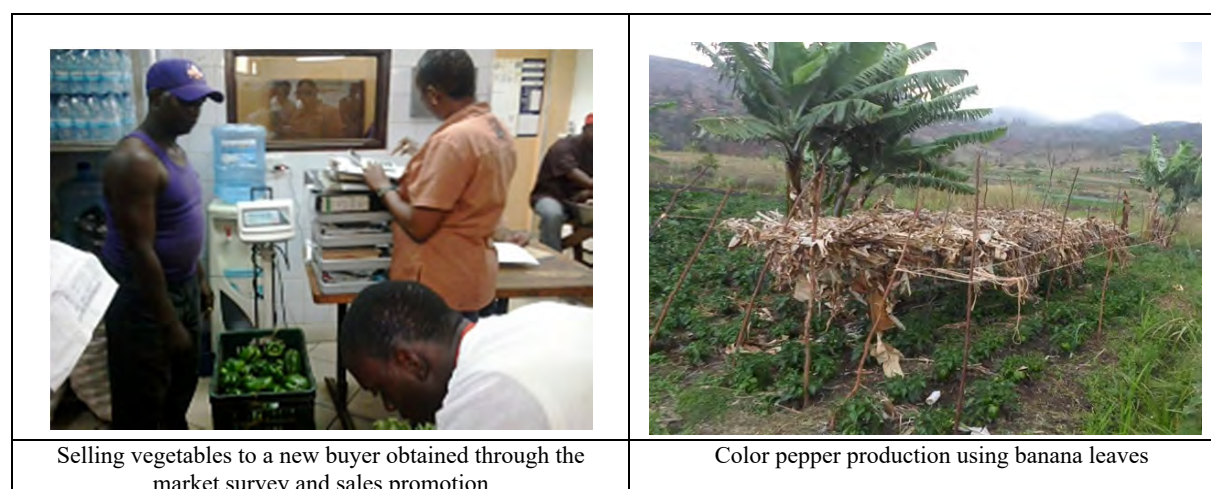 Selling vegetables to a new buyer obtained through the
market survey and sales promotion
Color pepper production using banana leaves